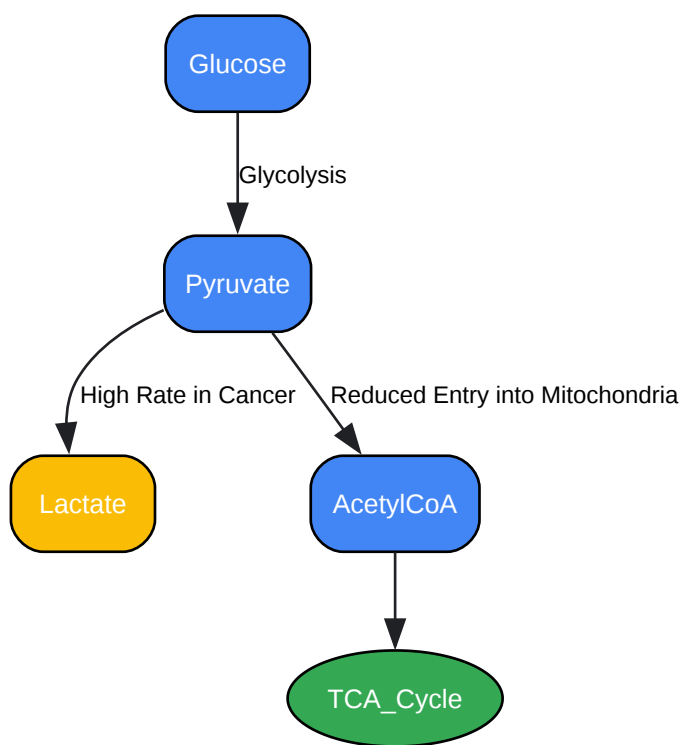 Glucose
Glycolysis
Pyruvate
High Rate in Cancer
Reduced Entry into Mitochondria
Lactate
AcetylCoA
TCA_Cycle